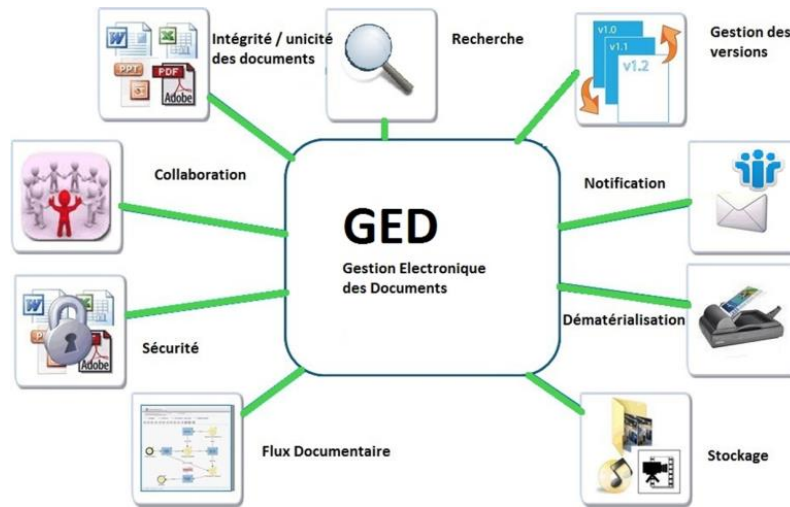 Intégrité / unicité
des documents
Recherche
Gestion des
versions
v1.0
v1.1
v1.2
PPT
PDF
Adobe
Collaboration
Notification
GED
Gestion Electronique
des Documents
Sécurité
Adobe
Dématérialisation
Flux Documentaire
Stockage